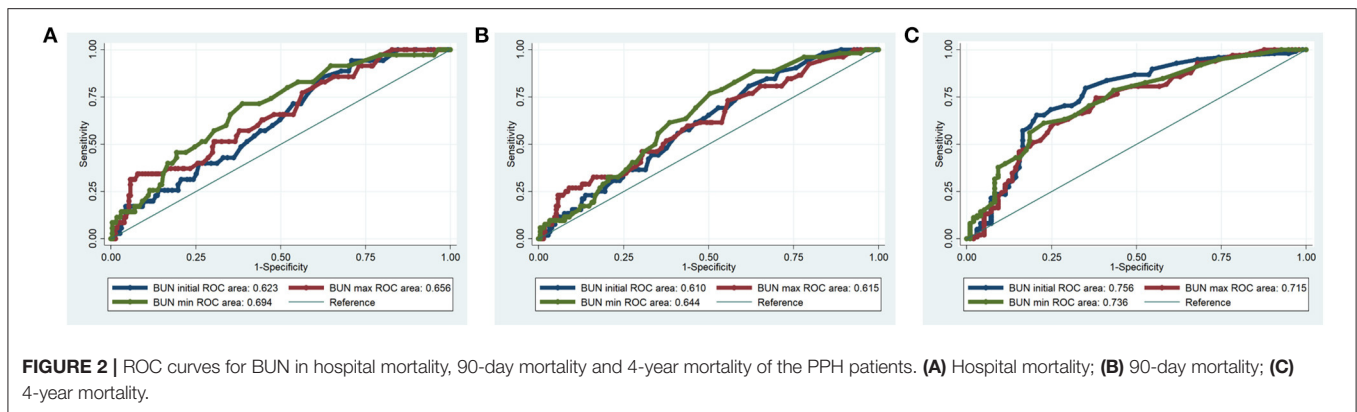 A
Sensitivity
1.00
0.75
0.50
0.25
0.00
0.00 0.25 0.50 0.75 1.00
1-Specificity
BUN initial ROC area: 0.623 BUN max ROC area: 0.656
BUN min ROC area: 0.694 Reference
B
Sensitivity
1.00
0.75
0.50
0.25
0.00
0.00 0.25 0.50 0.75 1.00
1-Specificity
BUN initial ROC area: 0.610 BUN max ROC area: 0.615
BUN min ROC area: 0.644 Reference
C
Sensitivity
1.00
0.75
0.50
0.25
0.00
0.00 0.25 0.50 0.75 1.00
1-Specificity
BUN initial ROC area: 0.756 BUN max ROC area: 0.715
BUN min ROC area: 0.736 Reference
FIGURE 2 | ROC curves for BUN in hospital mortality, 90-day mortality and 4-year mortality of the PPH patients. (A) Hospital mortality; (B) 90-day mortality; (C)
4-year mortality.